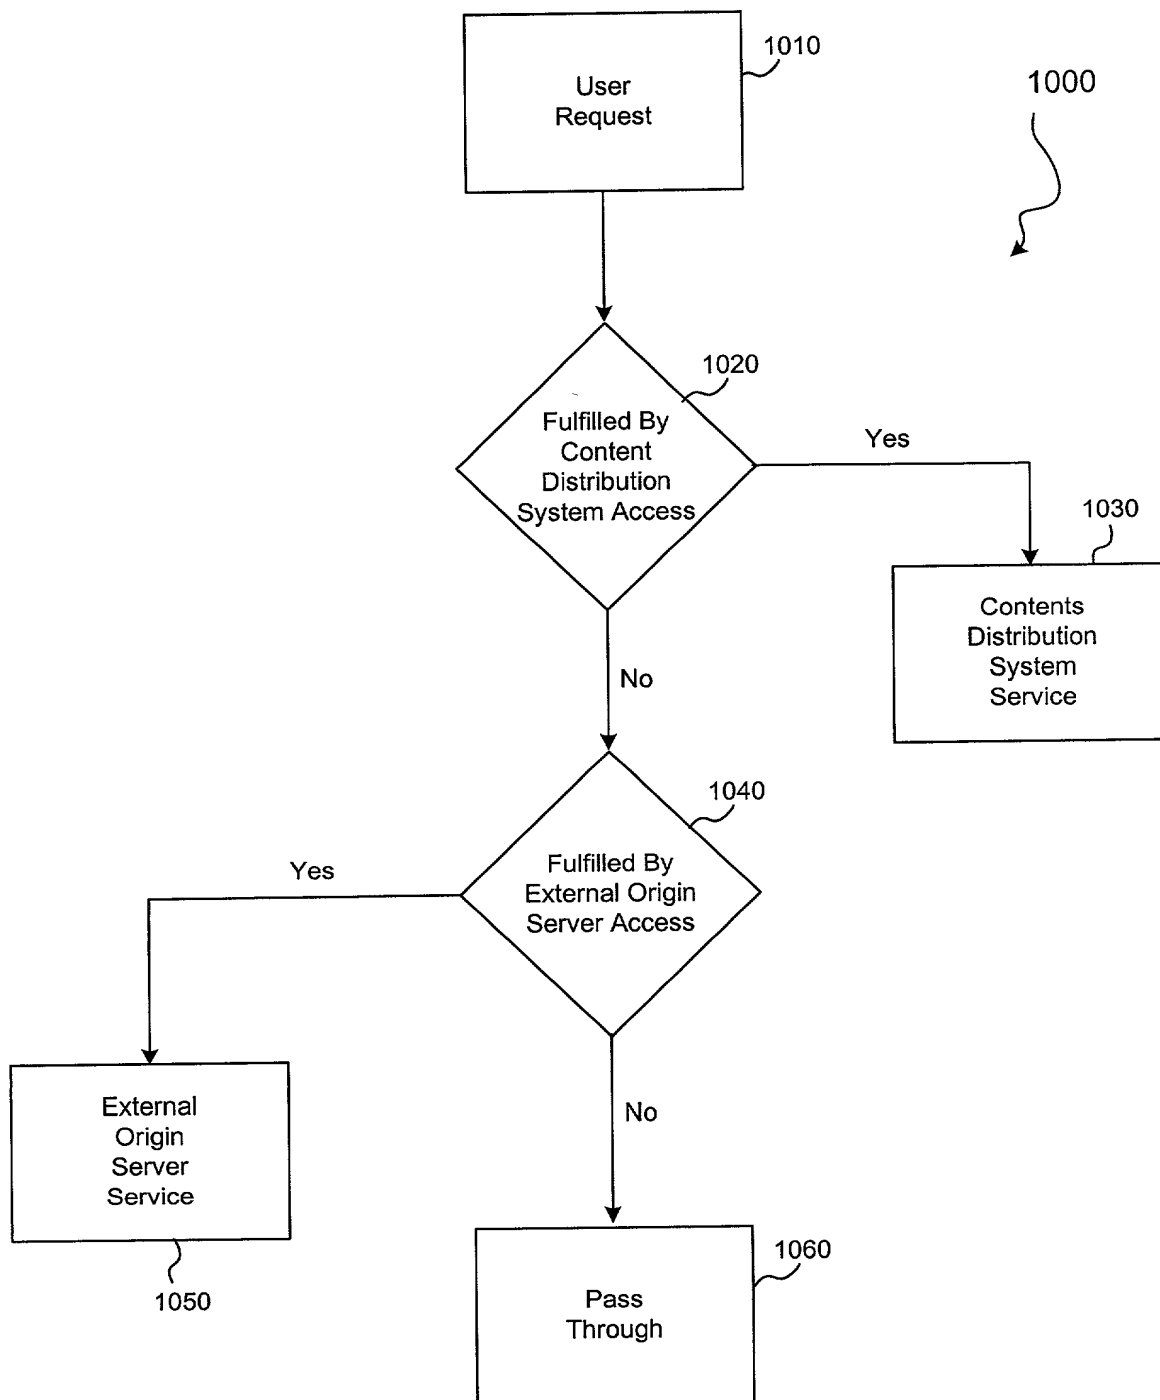 1010
User
Request
1000
1020
Fulfilled By
Content
Distribution
System Access
Yes
1030
Contents
Distribution
System
Service
No
1040
Fulfilled By
External Origin
Server Access
Yes
External
Origin
Server
Service
1050
No
1060
Pass
Through